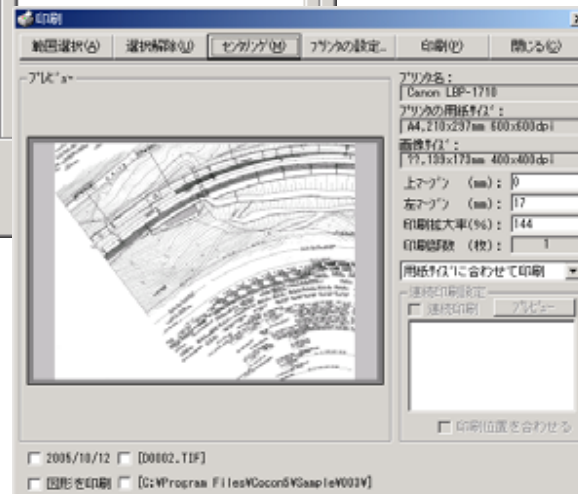 印刷
範囲選択(A) 選択解除(U) センタリング(M) プリンタの設定... 印刷(P) 閉じる(C)
プレビュー
プリンタ名：
Canon LBP-1710
プリンタの用紙サイズ：
A4,210x297mm 600x600dpi
画像サイズ：
??,139x173mm 400x400dpi
上マージン (mm)： 0
左マージン (mm)： 17
印刷拡大率(%)： 144
印刷部数 (枚)： 1
用紙サイズに合わせて印刷
連続印刷設定
連続印刷 プレビュー
印刷位置を合わせる
2005/10/12 [D0002.TIF]
図形を印刷 [C:¥Program Files¥Cocon5¥Sample¥003¥]